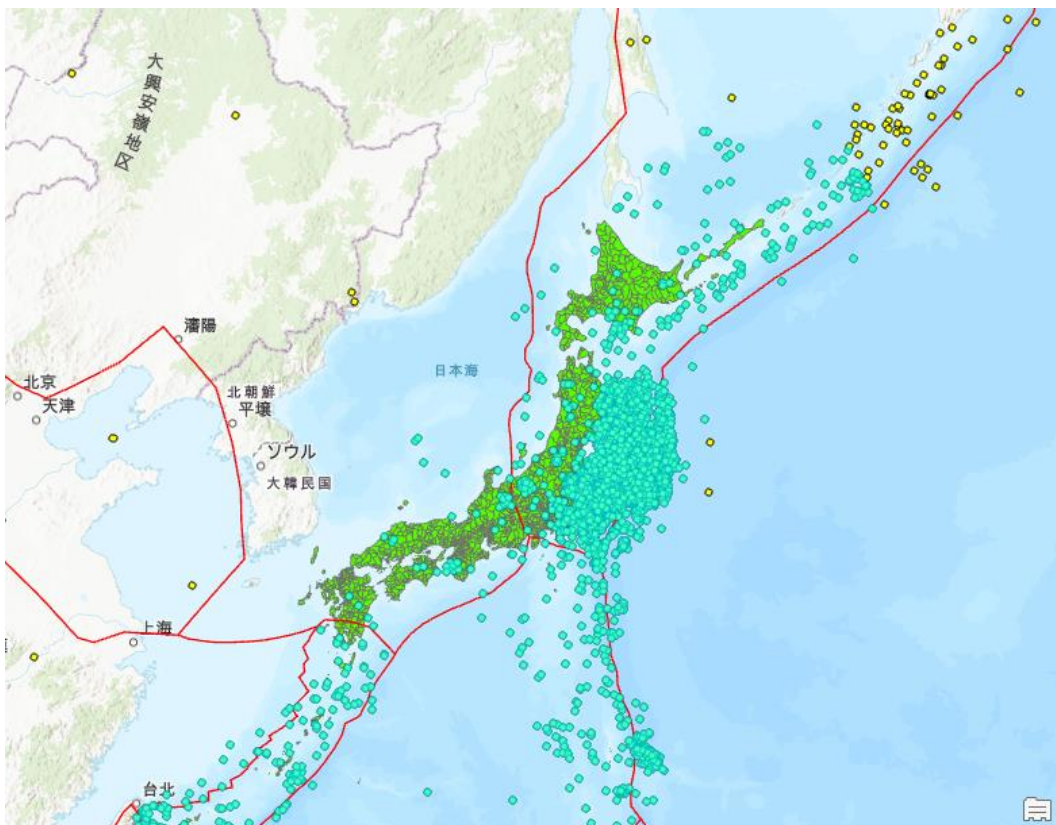 大興安嶺地区
瀋陽
北京
天津
北朝鮮
平壌
ソウル
大韓民国
日本海
上海
台北